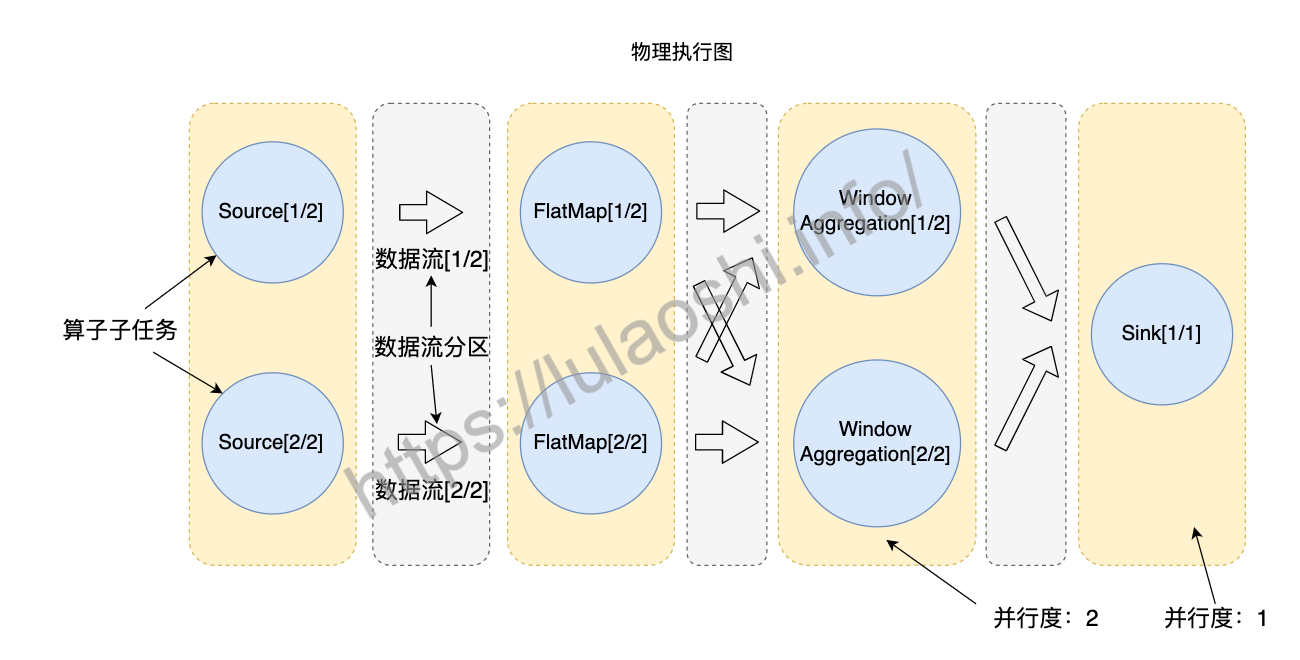 物理执行图
Source[1/2]
FlatMap[1/2]
Window
Aggregation[1/2]
数据流[1/2]
算子子任务
数据流分区
Sink[1/1]
Source[2/2]
FlatMap[2/2]
Window
Aggregation[2/2]
数据流[2/2]
https://lulaoshi.info/
并行度：2
并行度：1